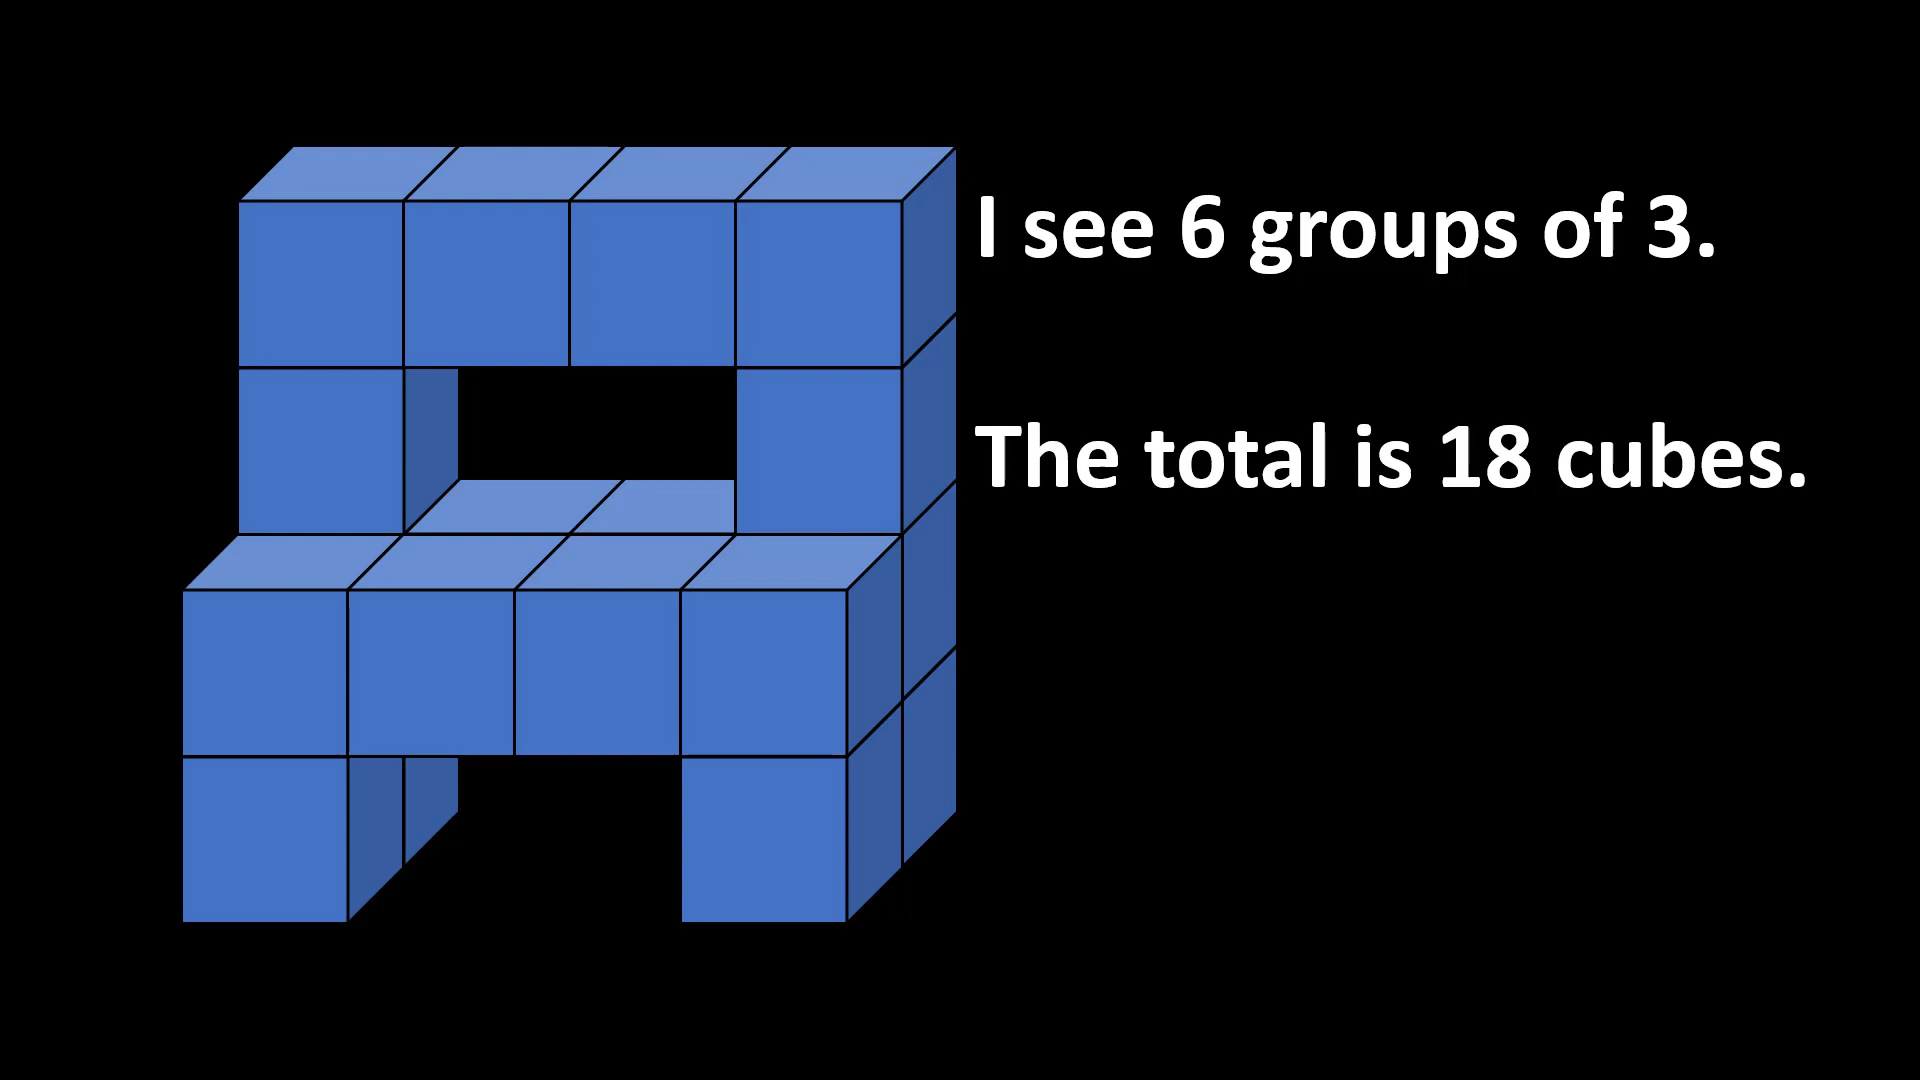 I see 6 groups of 3.
The total is 18 cubes.